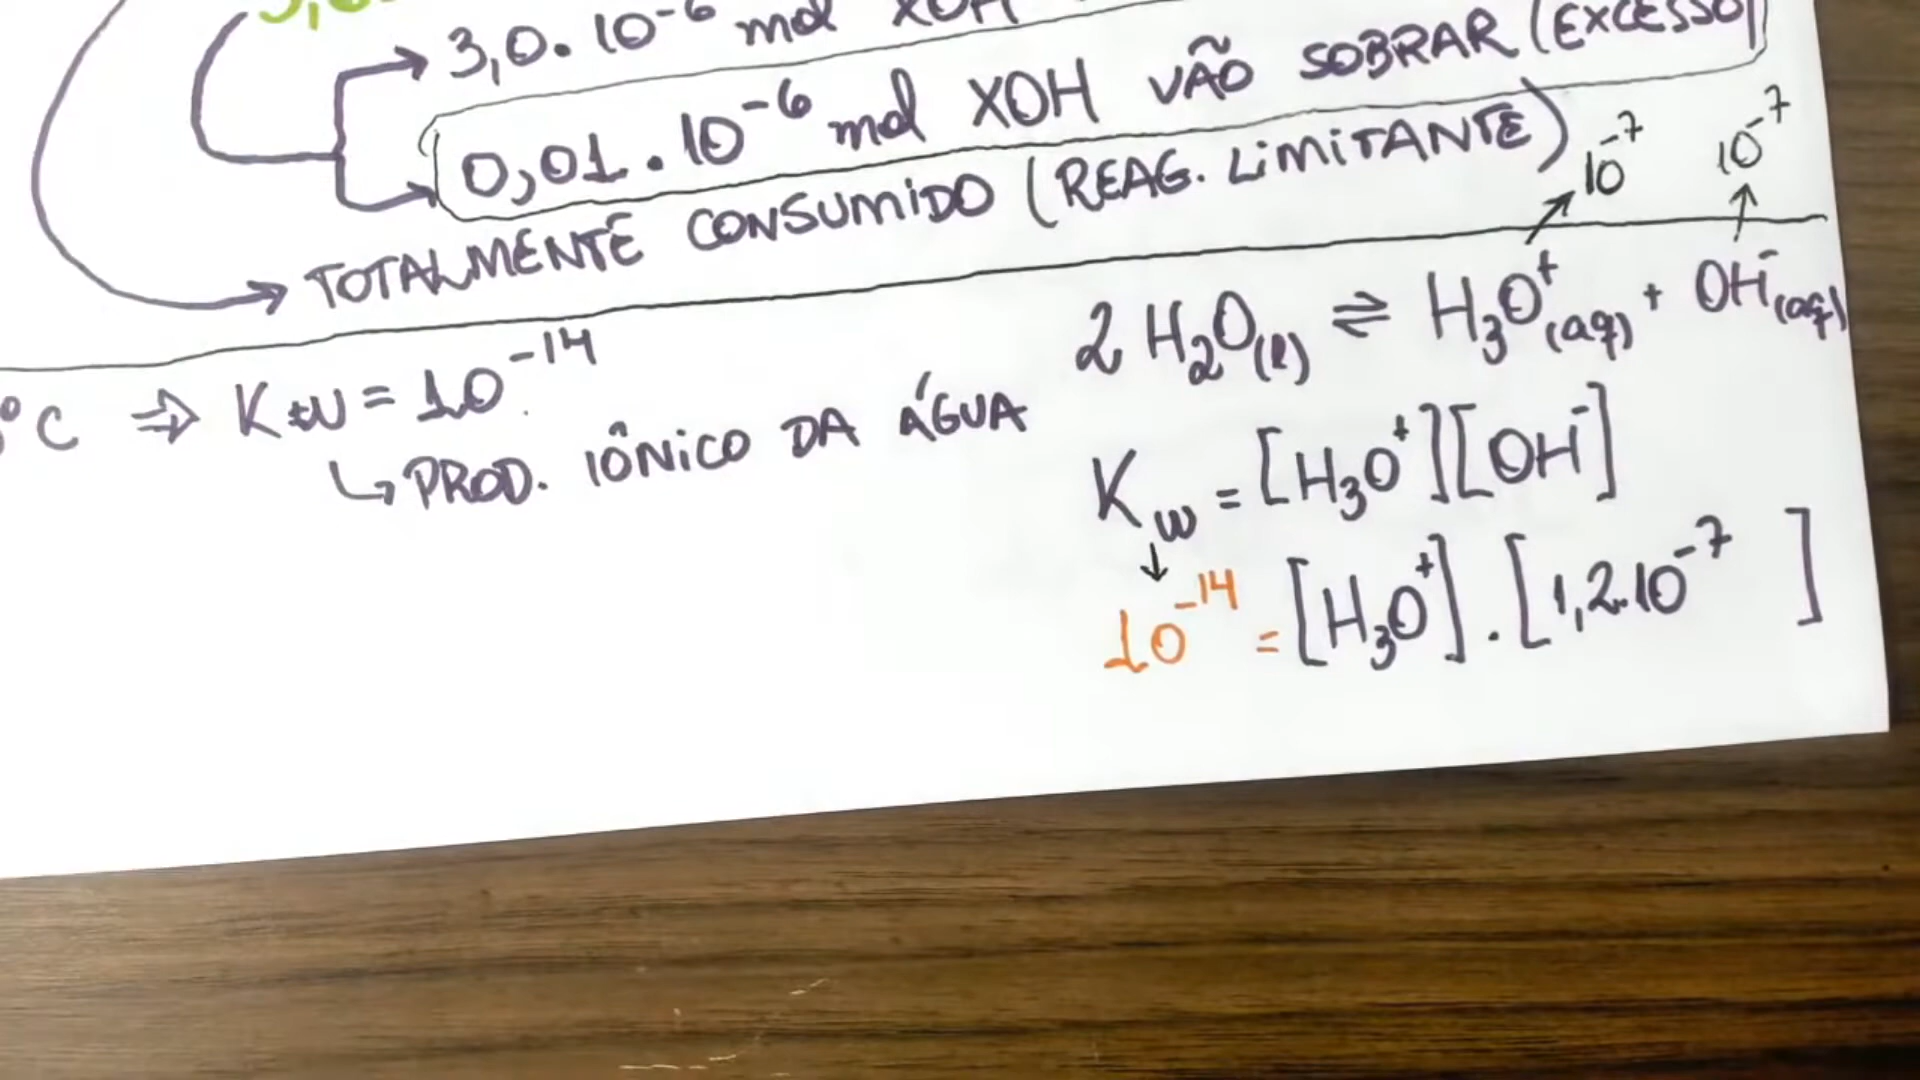 3,0.10⁻⁶ mol XOH
0,01.10⁻⁶ mol XOH VÃO SOBRAR (EXCESSO)
TOTALMENTE CONSUMIDO (REAG. LIMITANTE)
10⁻⁷ 10⁻⁷
2 H₂O(l) ⇌ H₃O⁺(aq) + OH⁻(aq)
°C ⇒ Kw = 10⁻¹⁴
↳ PROD. IÔNICO DA ÁGUA
Kw = [H₃O⁺][OH⁻]
10⁻¹⁴ = [H₃O⁺].[1,2.10⁻⁷ ]